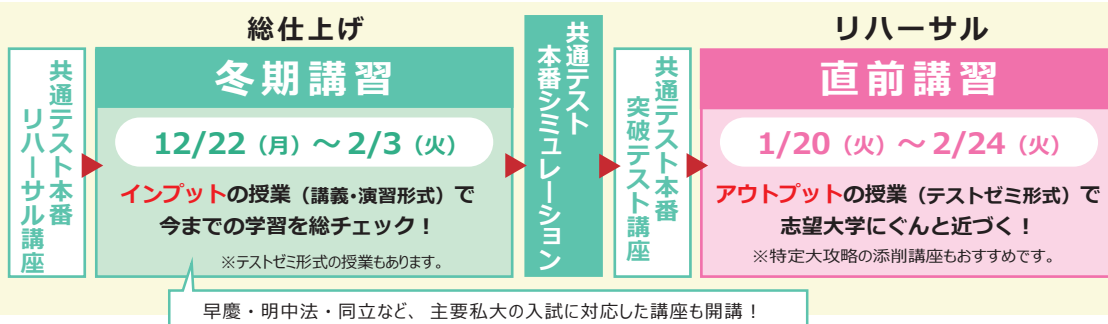 共通テスト本番
リハーサル講座
総仕上げ
冬期講習
12/22（月）～2/3（火）
インプットの授業（講義・演習形式）で
今までの学習を総チェック！
※テストゼミ形式の授業もあります。
早慶・明中法・同立など、主要私大の入試に対応した講座も開講！
共通テスト
本番シミュレーション
共通テスト本番
突破テスト講座
リハーサル
直前講習
1/20（火）～2/24（火）
アウトプットの授業（テストゼミ形式）で
志望大学にぐんと近づく！
※特定大攻略の添削講座もおすすめです。